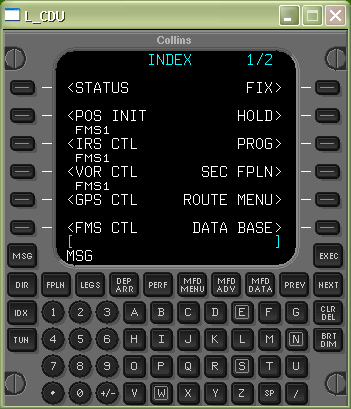 L_CDU
Collins
INDEX 1/2
<STATUS FIX>
<POS INIT HOLD>
FMS1
<IRS CTL PROG>
FMS1
<VOR CTL SEC FPLN>
FMS1
<GPS CTL ROUTE MENU>
<FMS CTL DATA BASE>
[ ]
MSG
MSG EXEC
DIR FPLN LEGS DEP ARR PERF MFD MENU MFD ADV MFD DATA PREV NEXT
IDX 1 2 3 A B C D E F G CLR DEL
TUN 4 5 6 H I J K L M N BRT DIM
7 8 9 O P Q R S T U
• 0 +/- V W X Y Z SP /